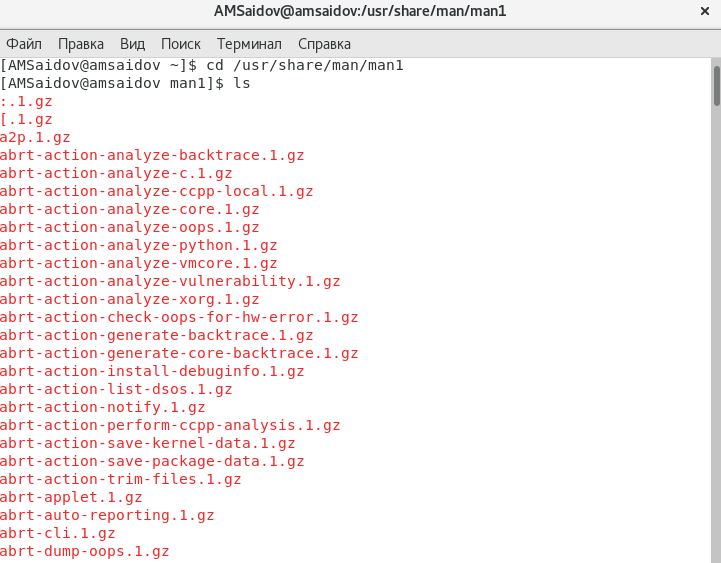 AMSaidov@amsaidov:/usr/share/man/man1 ×
Файл Правка Вид Поиск Терминал Справка
[AMSaidov@amsaidov ~]$ cd /usr/share/man/man1
[AMSaidov@amsaidov man1]$ ls
:.1.gz
[.1.gz
a2p.1.gz
abrt-action-analyze-backtrace.1.gz
abrt-action-analyze-c.1.gz
abrt-action-analyze-ccpp-local.1.gz
abrt-action-analyze-core.1.gz
abrt-action-analyze-oops.1.gz
abrt-action-analyze-python.1.gz
abrt-action-analyze-vmcore.1.gz
abrt-action-analyze-vulnerability.1.gz
abrt-action-analyze-xorg.1.gz
abrt-action-check-oops-for-hw-error.1.gz
abrt-action-generate-backtrace.1.gz
abrt-action-generate-core-backtrace.1.gz
abrt-action-install-debuginfo.1.gz
abrt-action-list-dsos.1.gz
abrt-action-notify.1.gz
abrt-action-perform-ccpp-analysis.1.gz
abrt-action-save-kernel-data.1.gz
abrt-action-save-package-data.1.gz
abrt-action-trim-files.1.gz
abrt-applet.1.gz
abrt-auto-reporting.1.gz
abrt-cli.1.gz
abrt-dump-oops.1.gz